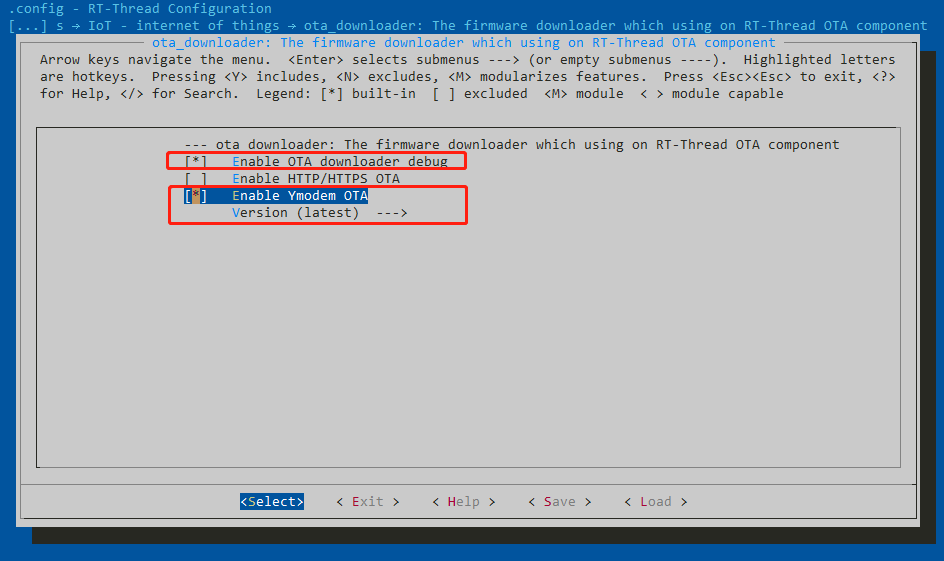 .config - RT-Thread Configuration
[...] s → IoT - internet of things → ota_downloader: The firmware downloader which using on RT-Thread OTA component
ota_downloader: The firmware downloader which using on RT-Thread OTA component
Arrow keys navigate the menu.  <Enter> selects submenus ---> (or empty submenus ----).  Highlighted letters
are hotkeys.  Pressing <Y> includes, <N> excludes, <M> modularizes features.  Press <Esc><Esc> to exit, <?>
for Help, </> for Search.  Legend: [*] built-in  [ ] excluded  <M> module  < > module capable
--- ota_downloader: The firmware downloader which using on RT-Thread OTA component
[*]   Enable OTA downloader debug
[ ]   Enable HTTP/HTTPS OTA
[*]   Enable Ymodem OTA
Version (latest)  --->
<Select>    < Exit >    < Help >    < Save >    < Load >